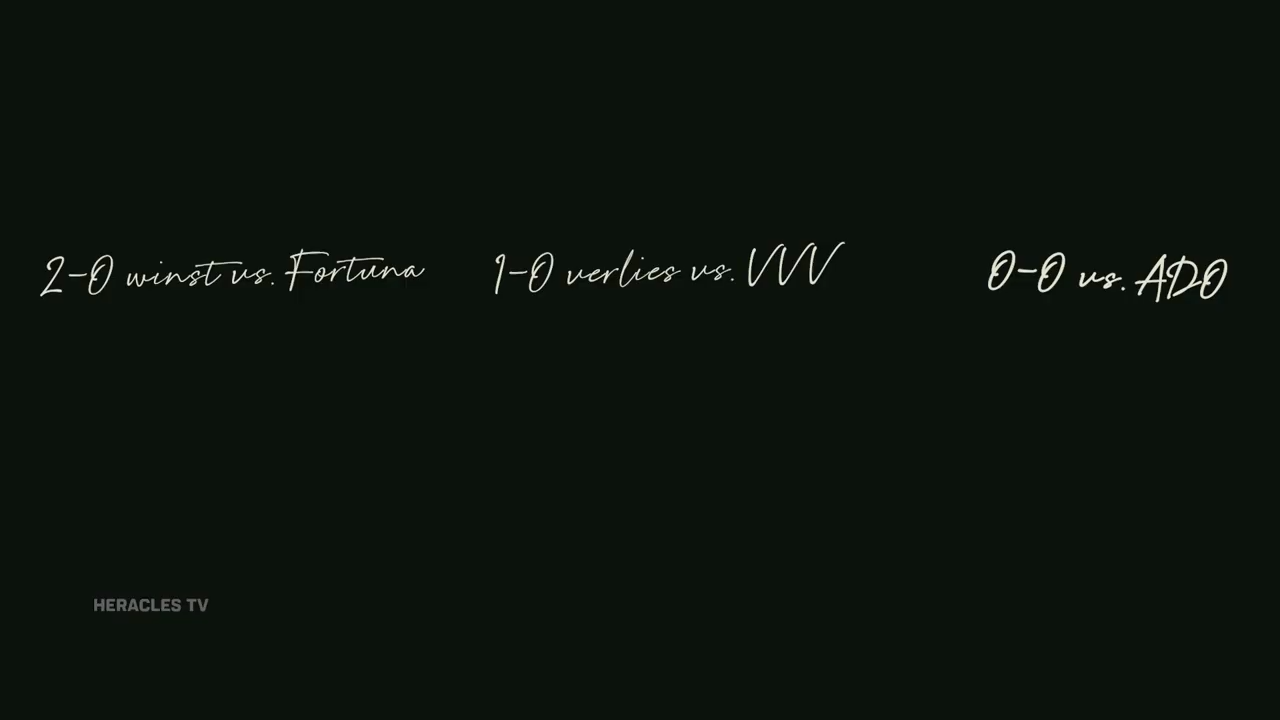 2-0 winst vs. Fortuna
1-0 verlies vs. VVV
0-0 vs. ADO
HERACLES TV